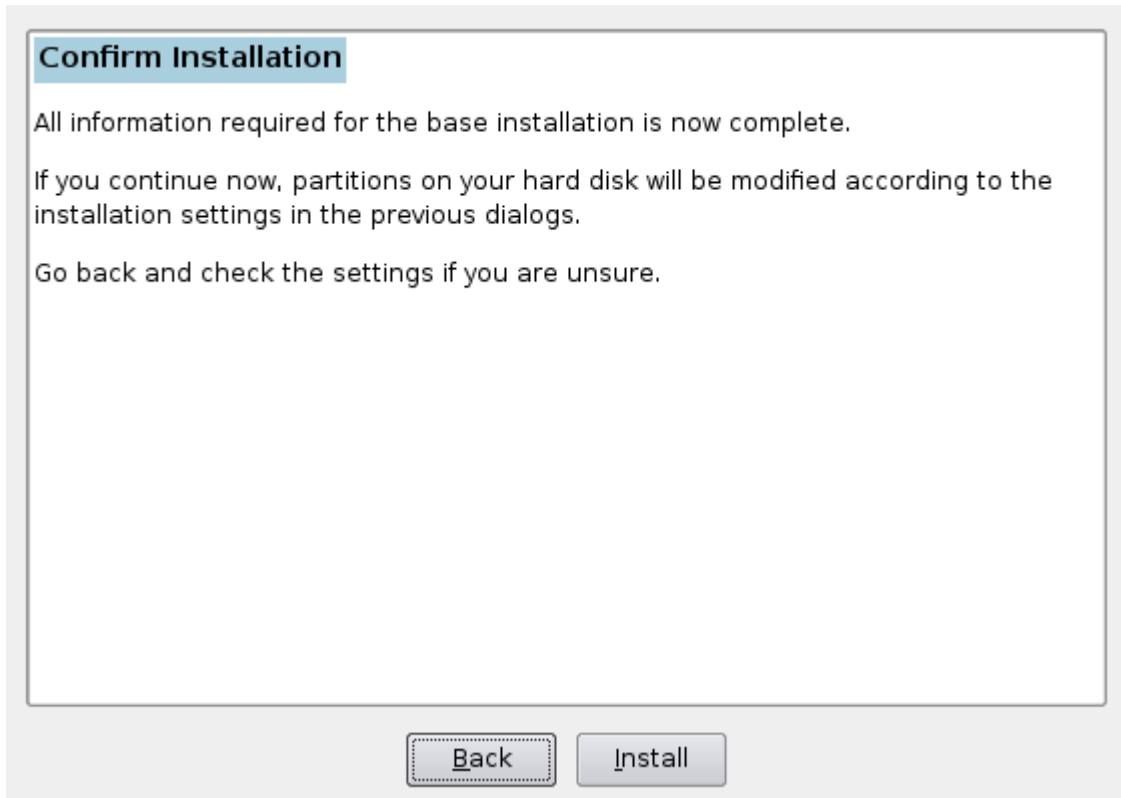 Confirm Installation
All information required for the base installation is now complete.
If you continue now, partitions on your hard disk will be modified according to the
installation settings in the previous dialogs.
Go back and check the settings if you are unsure.
Back
Install